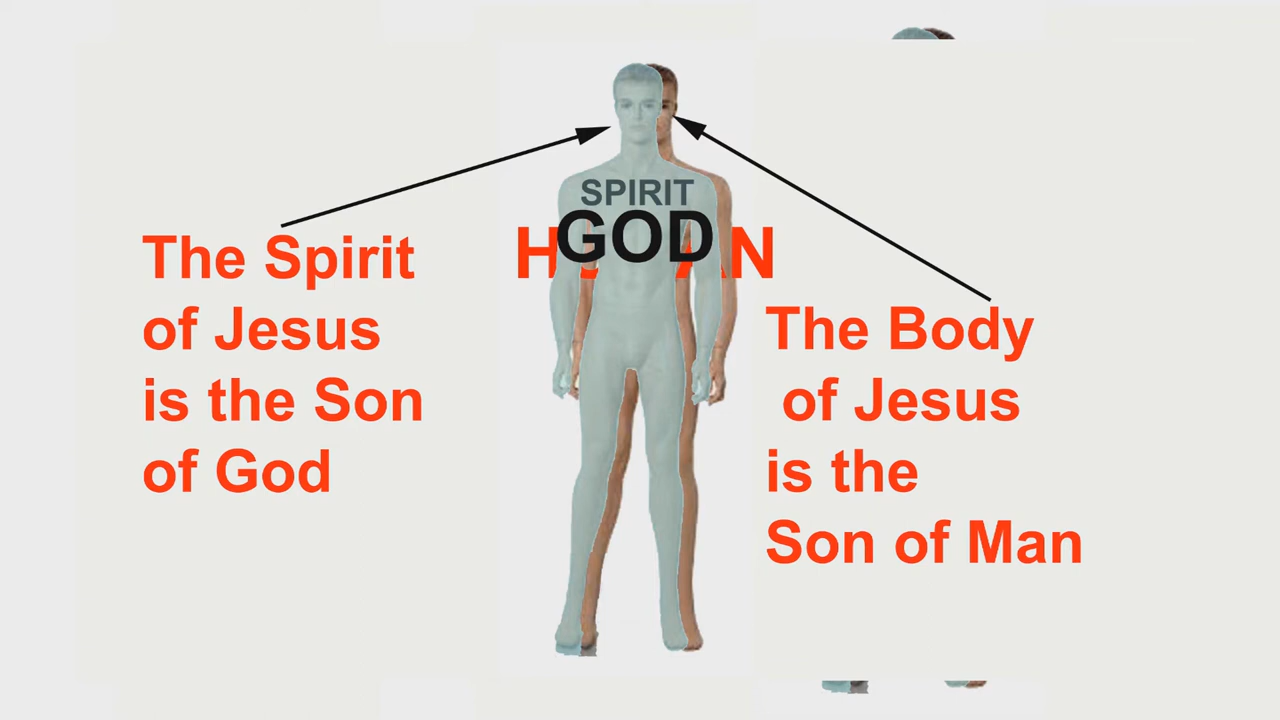 SPIRIT
GOD
The Spirit
of Jesus
is the Son
of God
The Body
of Jesus
is the
Son of Man